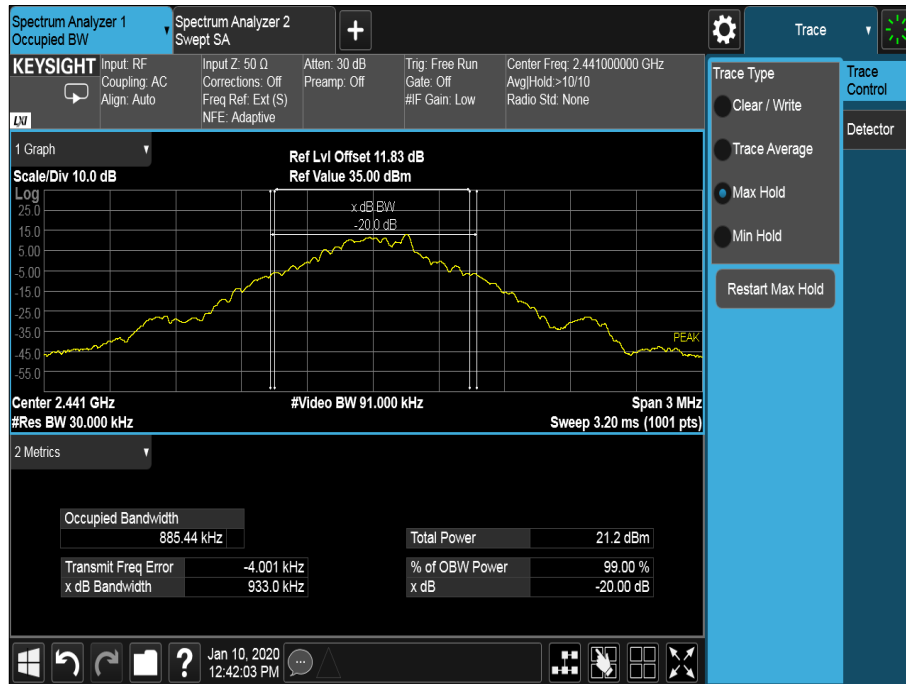 Spectrum Analyzer 1
Occupied BW
Spectrum Analyzer 2
Swept SA
Trace
KEYSIGHT
LXI
Input: RF
Coupling: AC
Align: Auto
Input Z: 50 Ω
Corrections: Off
Freq Ref: Ext (S)
NFE: Adaptive
Atten: 30 dB
Preamp: Off
Trig: Free Run
Gate: Off
#IF Gain: Low
Center Freq: 2.441000000 GHz
Avg|Hold:>10/10
Radio Std: None
Trace Type
Clear / Write
Trace Average
Max Hold
Min Hold
Restart Max Hold
Trace
Control
Detector
1 Graph
Scale/Div 10.0 dB
Ref Lvl Offset 11.83 dB
Ref Value 35.00 dBm
Log
25.0
15.0
5.00
-5.00
-15.0
-25.0
-35.0
-45.0
-55.0
x dB BW
-20.0 dB
PEAK
Center 2.441 GHz
#Video BW 91.000 kHz
Span 3 MHz
#Res BW 30.000 kHz
Sweep 3.20 ms (1001 pts)
2 Metrics
Occupied Bandwidth
885.44 kHz
Total Power 21.2 dBm
Transmit Freq Error -4.001 kHz
% of OBW Power 99.00 %
x dB Bandwidth 933.0 kHz
x dB -20.00 dB
?
Jan 10, 2020
12:42:03 PM